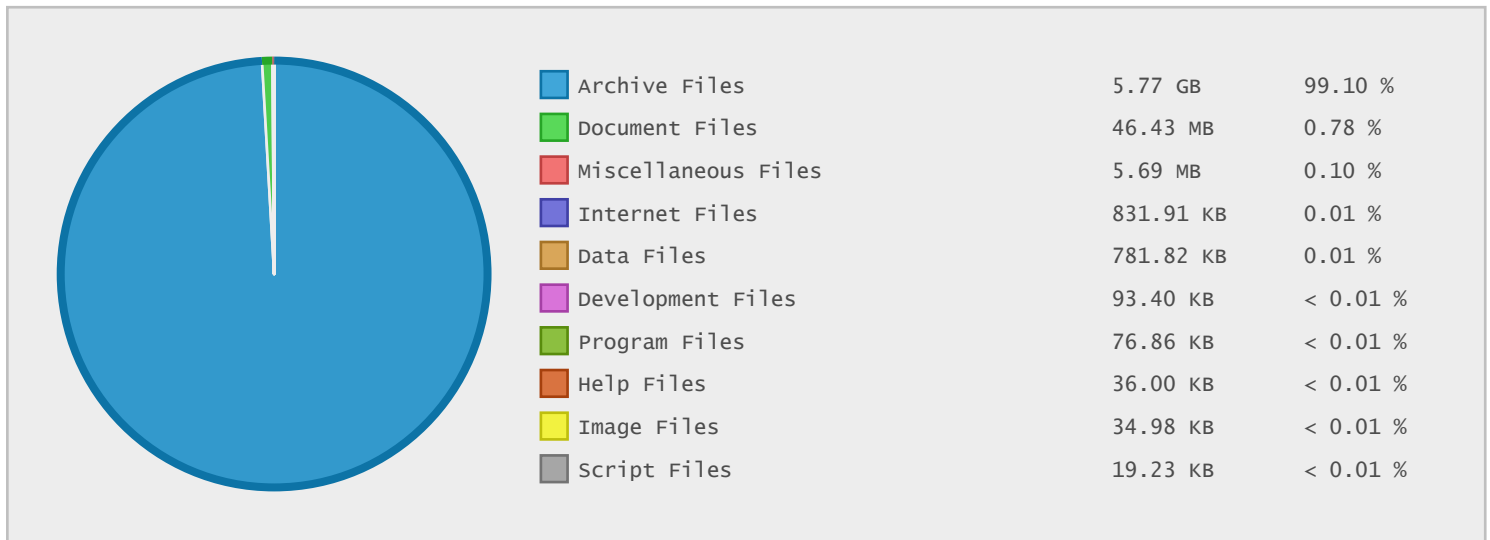 Archive Files 5.77 GB 99.10 %
Document Files 46.43 MB 0.78 %
Miscellaneous Files 5.69 MB 0.10 %
Internet Files 831.91 KB 0.01 %
Data Files 781.82 KB 0.01 %
Development Files 93.40 KB < 0.01 %
Program Files 76.86 KB < 0.01 %
Help Files 36.00 KB < 0.01 %
Image Files 34.98 KB < 0.01 %
Script Files 19.23 KB < 0.01 %